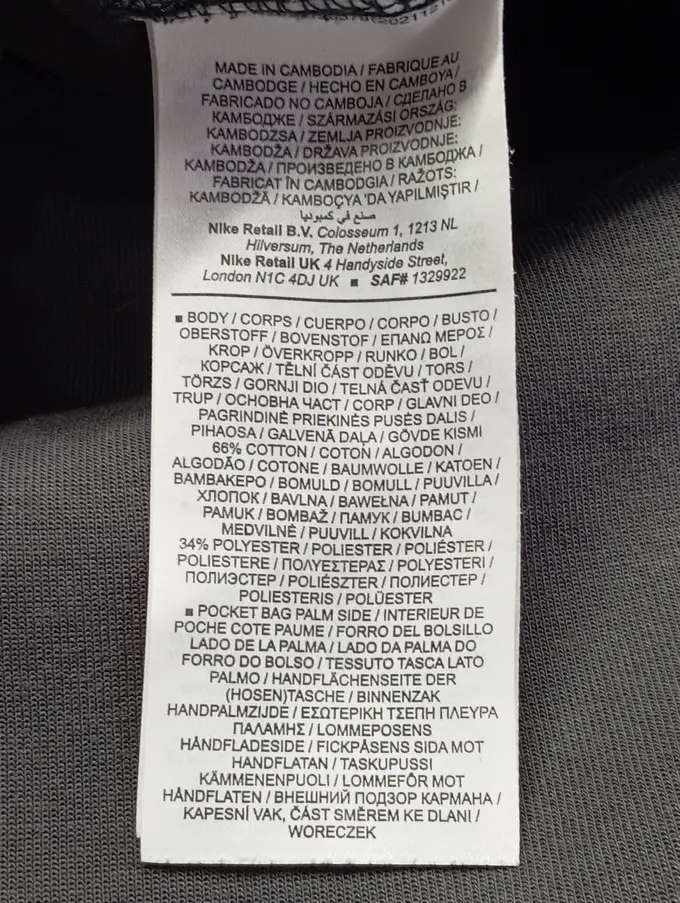 MADE IN CAMBODIA / FABRIQUE AU
CAMBODGE / HECHO EN CAMBOYA /
FABRICADO NO CAMBOJA / СДЕЛАНО В
КАМБОДЖЕ / SZÁRMAZÁSI ORSZÁG:
KAMBODZSA / ZEMLJA PROIZVODNJE:
KAMBODŽA / DRŽAVA PROIZVODNJE:
KAMBODŽA / ПРОИЗВЕДЕНО В КАМБОДЖА /
FABRICAT ÎN CAMBODGIA / RAŽOTS:
KAMBODŽĀ / KAMBOÇYA 'DA YAPILMIŞTIR /
صنع في كمبوديا
Nike Retail B.V. Colosseum 1, 1213 NL
Hilversum, The Netherlands
Nike Retail UK 4 Handyside Street,
London N1C 4DJ UK ■ SAF# 1329922
■ BODY / CORPS / CUERPO / CORPO / BUSTO /
OBERSTOFF / BOVENSTOF / ΕΠΑΝΩ ΜΕΡΟΣ /
KROP / ÖVERKROPP / RUNKO / BOL /
КОРСАЖ / TĚLNÍ ČÁST ODĚVU / TORS /
TÖRZS / GORNJI DIO / TELNÁ ČASŤ ODEVU /
TRUP / ОСНОВНА ЧАСТ / CORP / GLAVNI DEO /
PAGRINDINĖ PRIEKINĖS PUSĖS DALIS /
PIHAOSA / GALVENĀ DAĻA / GÖVDE KISMI
66% COTTON / COTON / ALGODON /
ALGODÃO / COTONE / BAUMWOLLE / KATOEN /
ΒΑΜΒΑΚΕΡΟ / BOMULD / BOMULL / PUUVILLA /
ХЛОПОК / BAVLNA / BAWEŁNA / PAMUT /
PAMUK / BOMBAŽ / ПАМУК / BUMBAC /
MEDVILNĖ / PUUVILL / KOKVILNA
34% POLYESTER / POLIESTER / POLIÉSTER /
POLIESTERE / ΠΟΛΥΕΣΤΕΡΑΣ / POLYESTERI /
ПОЛИЭСТЕР / POLIÉSZTER / ПОЛИЕСТЕР /
POLIESTERIS / POLÜESTER
■ POCKET BAG PALM SIDE / INTERIEUR DE
POCHE COTE PAUME / FORRO DEL BOLSILLO
LADO DE LA PALMA / LADO DA PALMA DO
FORRO DO BOLSO / TESSUTO TASCA LATO
PALMO / HANDFLÄCHENSEITE DER
(HOSEN)TASCHE / BINNENZAK
HANDPALMZIJDE / ΕΣΩΤΕΡΙΚΗ ΤΣΕΠΗ ΠΛΕΥΡΑ
ΠΑΛΑΜΗΣ / LOMMEPOSENS
HÅNDFLADESIDE / FICKPÅSENS SIDA MOT
HANDFLATAN / TASKUPUSSI
KÄMMENENPUOLI / LOMMEFÔR MOT
HÅNDFLATEN / ВНЕШНИЙ ПОДЗОР КАРМАНА /
KAPESNÍ VAK, ČÁST SMĚREM KE DLANI /
WORECZEK